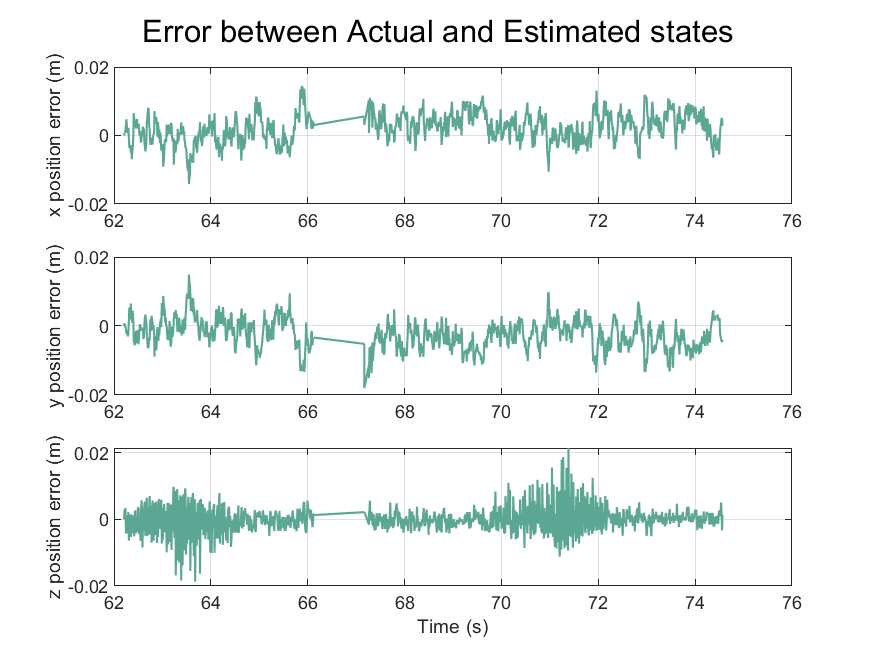 Error between Actual and Estimated states
x position error (m)
0.02
0
-0.02
62 64 66 68 70 72 74 76
y position error (m)
0.02
0
-0.02
62 64 66 68 70 72 74 76
z position error (m)
0.02
0
-0.02
62 64 66 68 70 72 74 76
Time (s)